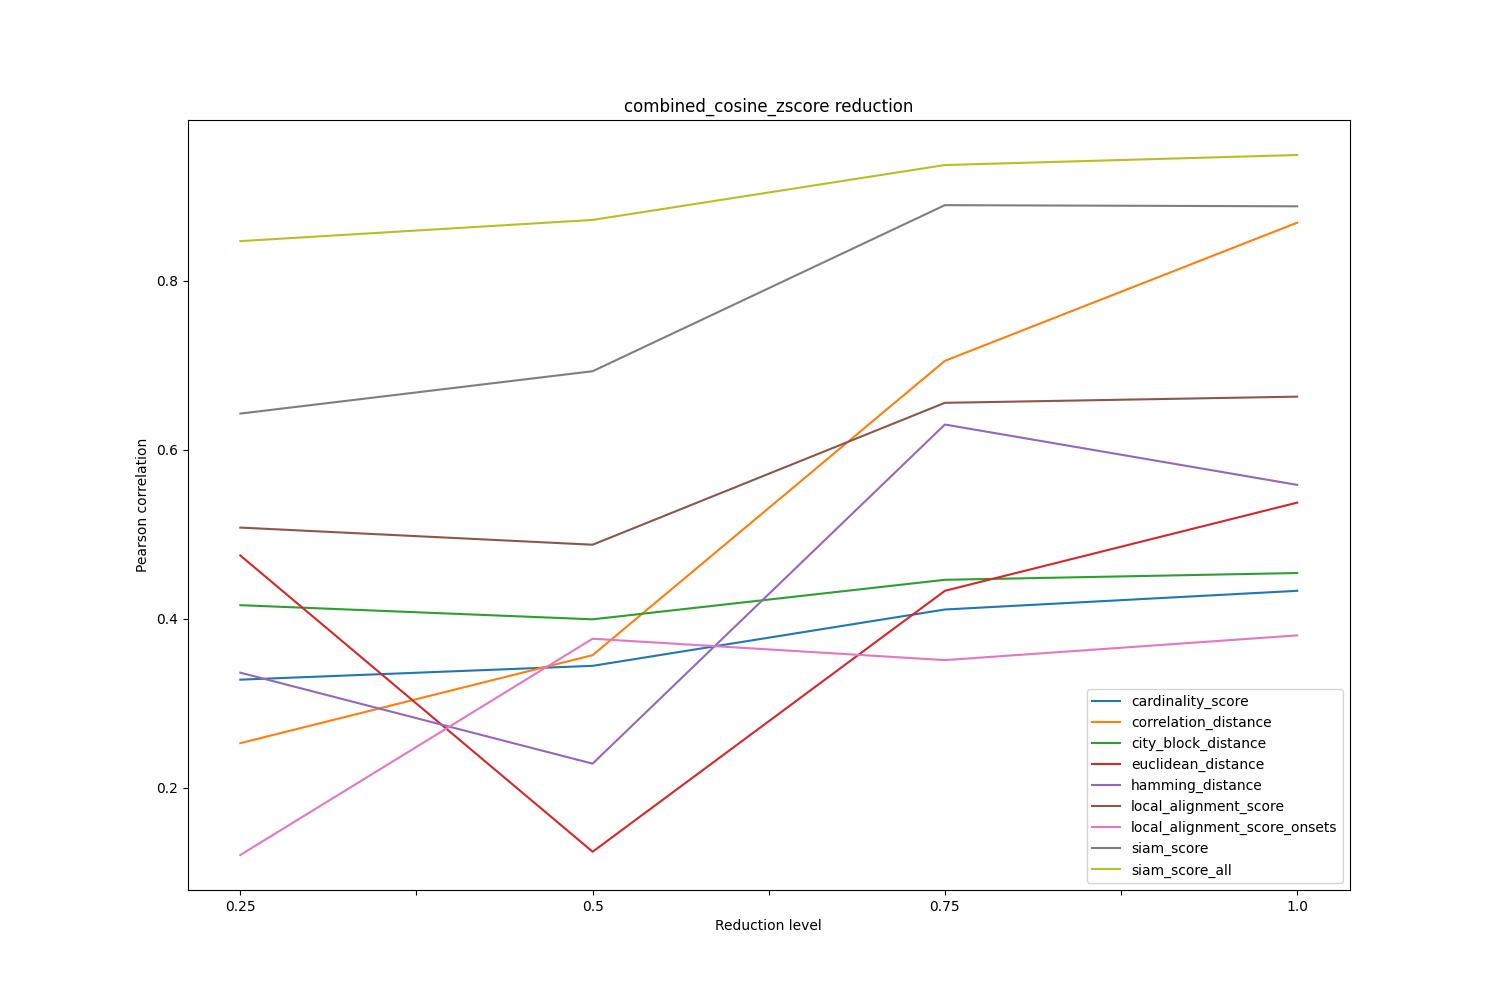 combined_cosine_zscore reduction
Pearson correlation
0.8
0.6
0.4
0.2
0.25 0.5 0.75 1.0
Reduction level
cardinality_score
correlation_distance
city_block_distance
euclidean_distance
hamming_distance
local_alignment_score
local_alignment_score_onsets
siam_score
siam_score_all